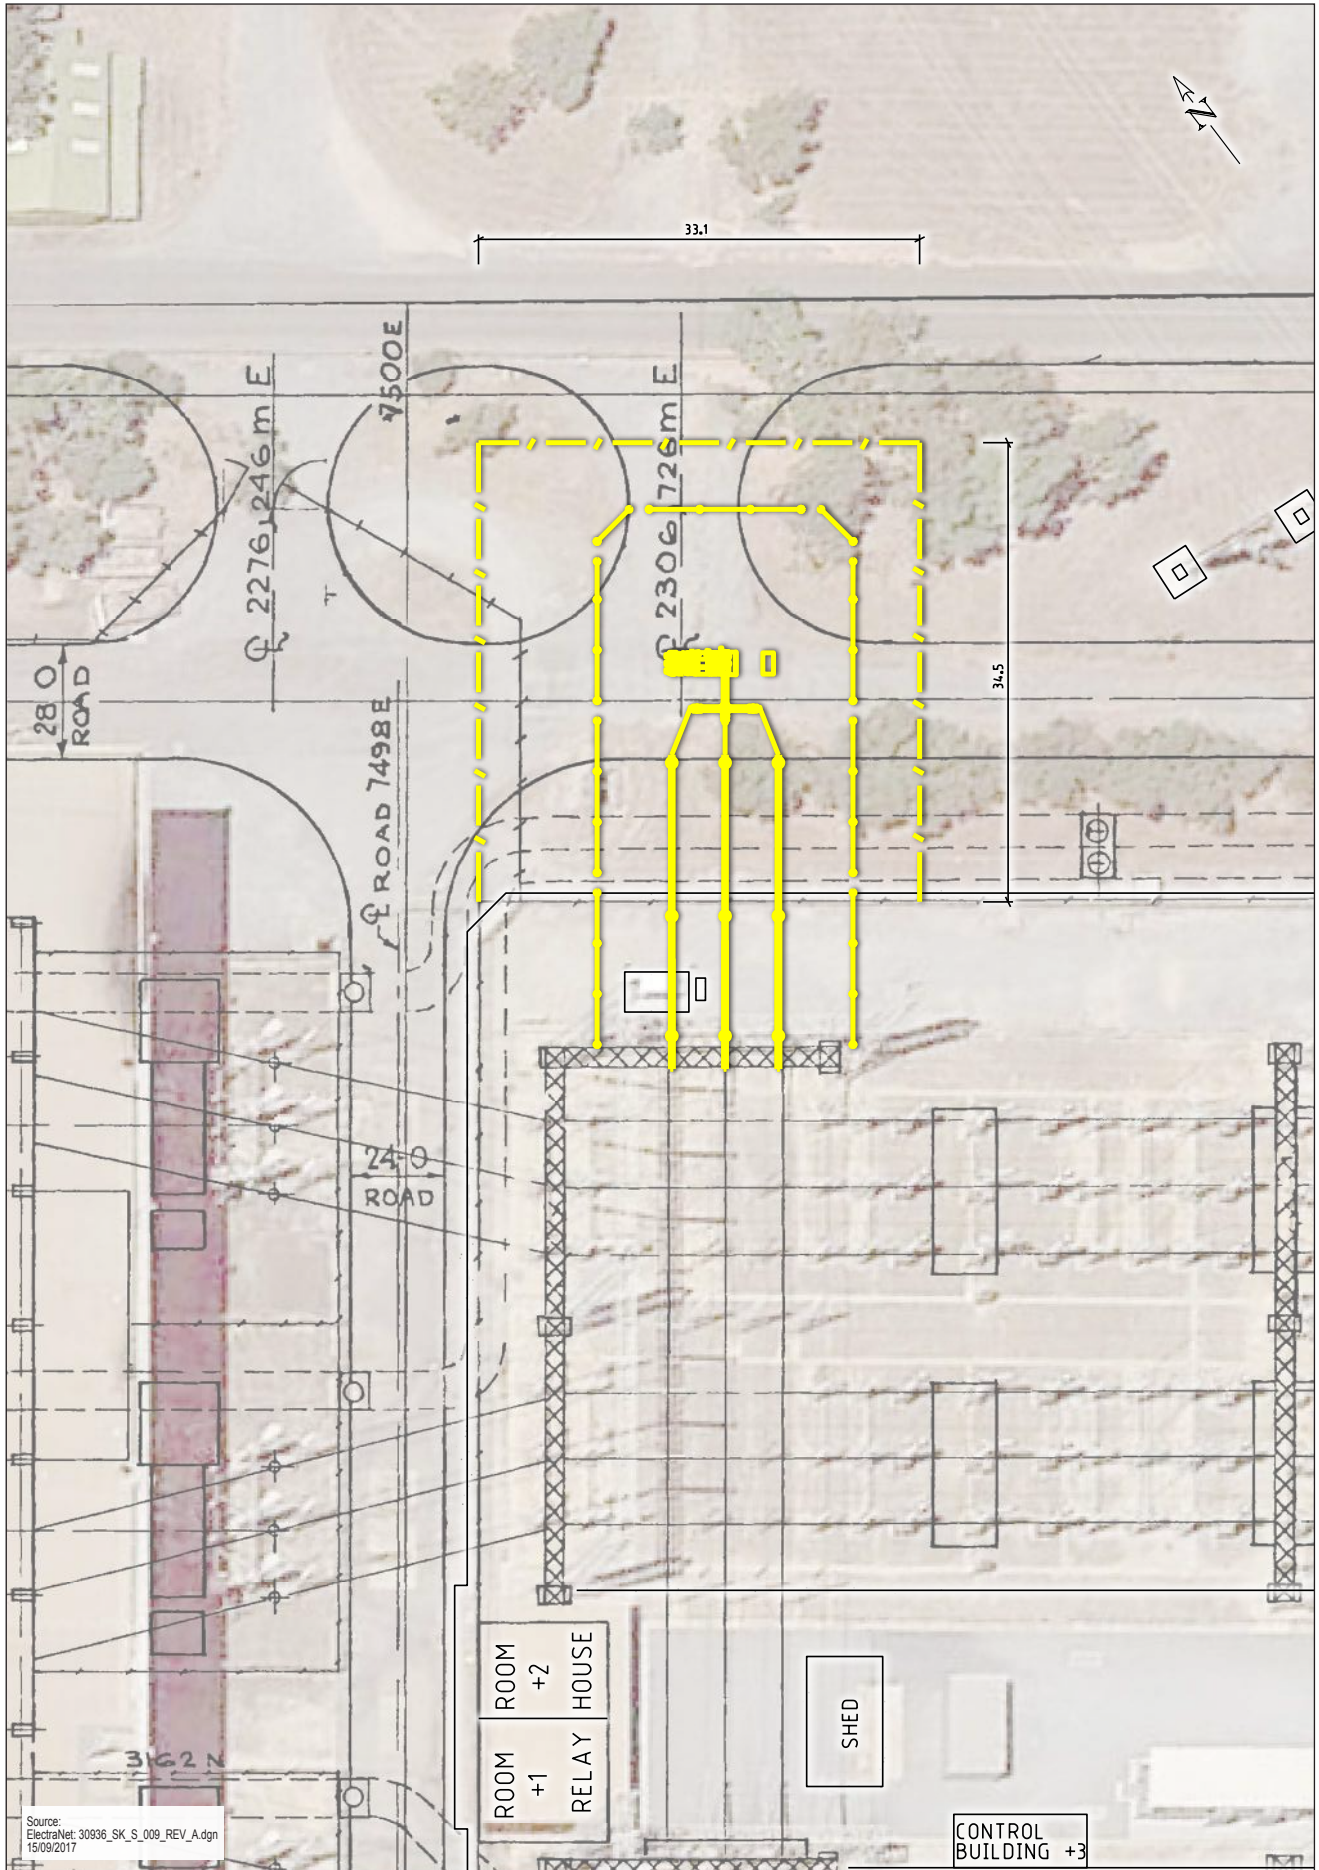 N
33.1
7500E
℄ 2276.246 m E
℄ 2306.726 m E
34.5
28 0
ROAD
℄ ROAD 7498E
24-0
ROAD
ROOM
+2
HOUSE
ROOM
+1
RELAY
SHED
3162 N
Source:
ElectraNet: 30936_SK_S_009_REV_A.dgn
15/09/2017
CONTROL
BUILDING +3